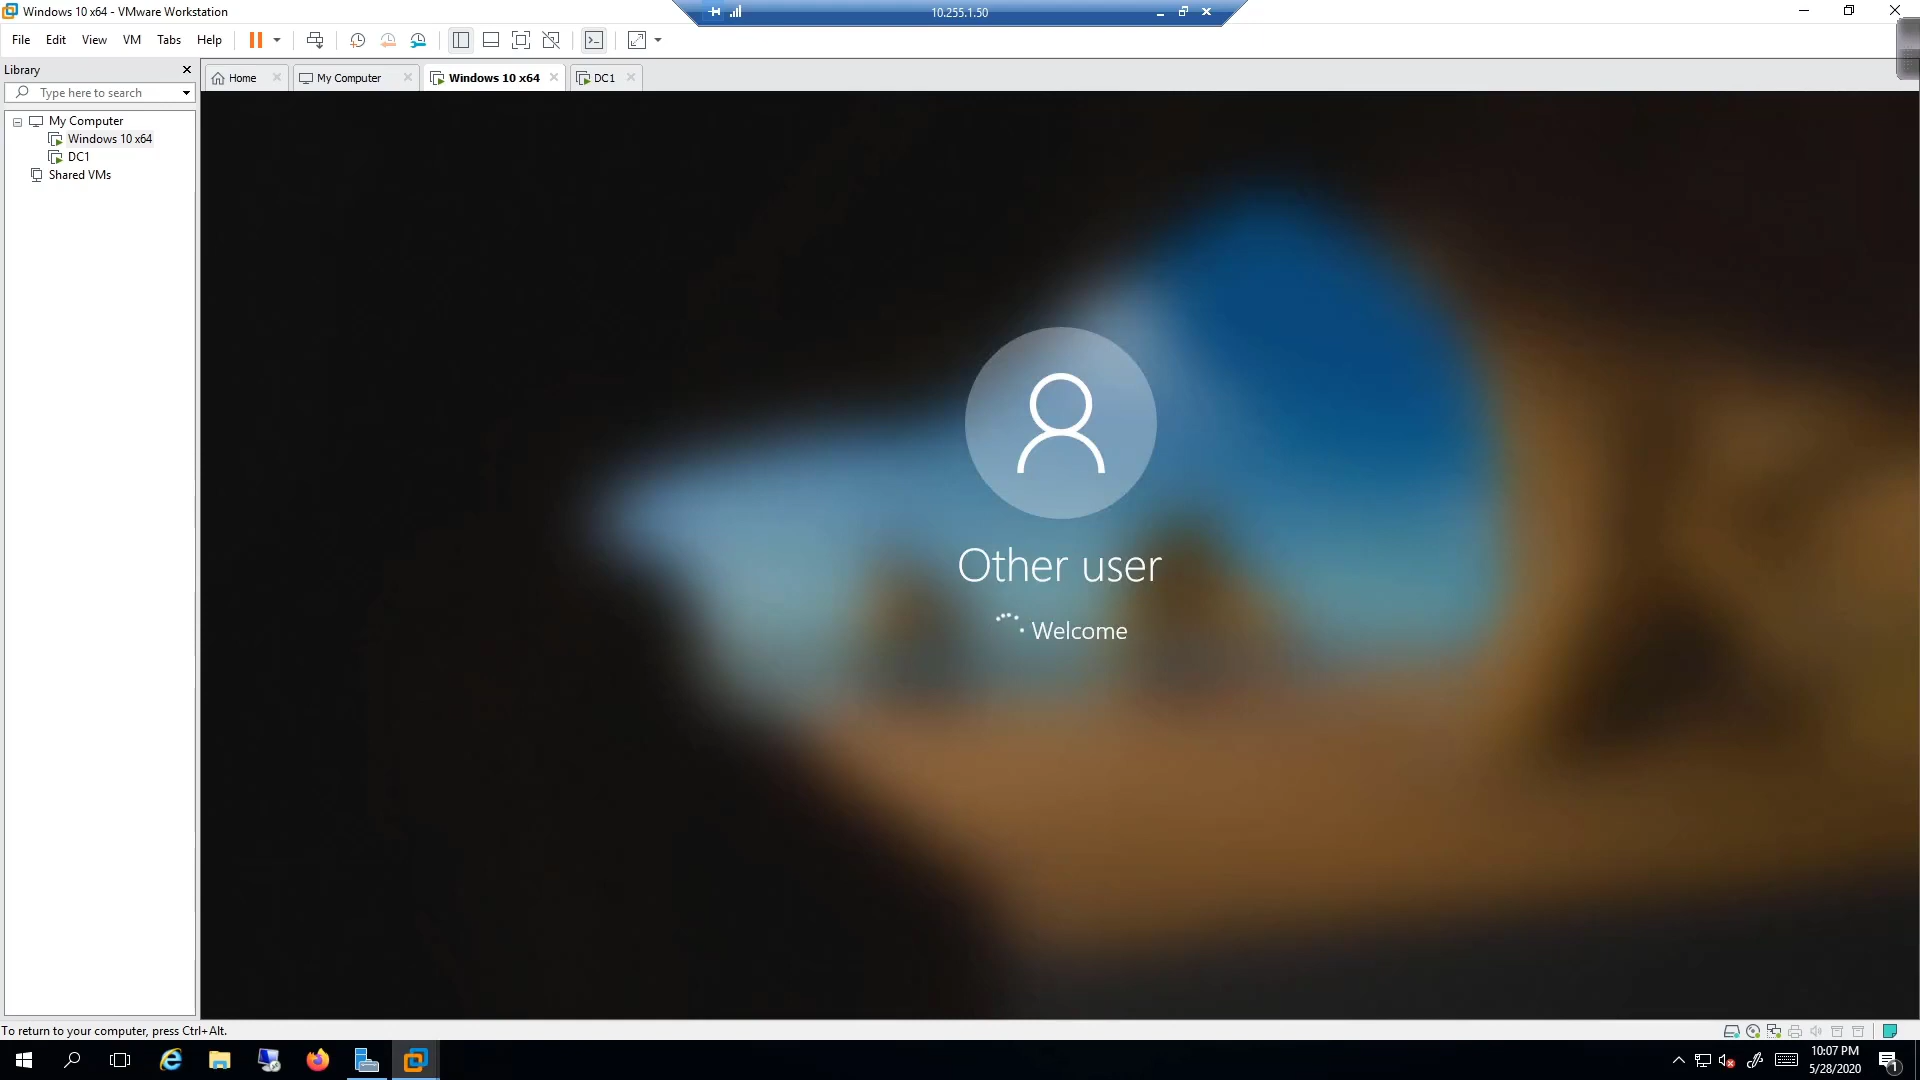 Windows 10 x64 - VMware Workstation
10.255.1.50
File Edit View VM Tabs Help
Library
Type here to search
Home
My Computer
Windows 10 x64
DC1
My Computer
Windows 10 x64
DC1
Shared VMs
Other user
Welcome
To return to your computer, press Ctrl+Alt.
10:07 PM
5/28/2020
1